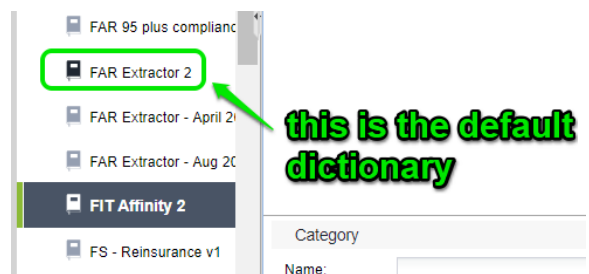 FAR 95 plus complianc
FAR Extractor 2
FAR Extractor - April 20
FAR Extractor - Aug 20
FIT Affinity 2
FS - Reinsurance v1
this is the default
dictionary
Category
Name: